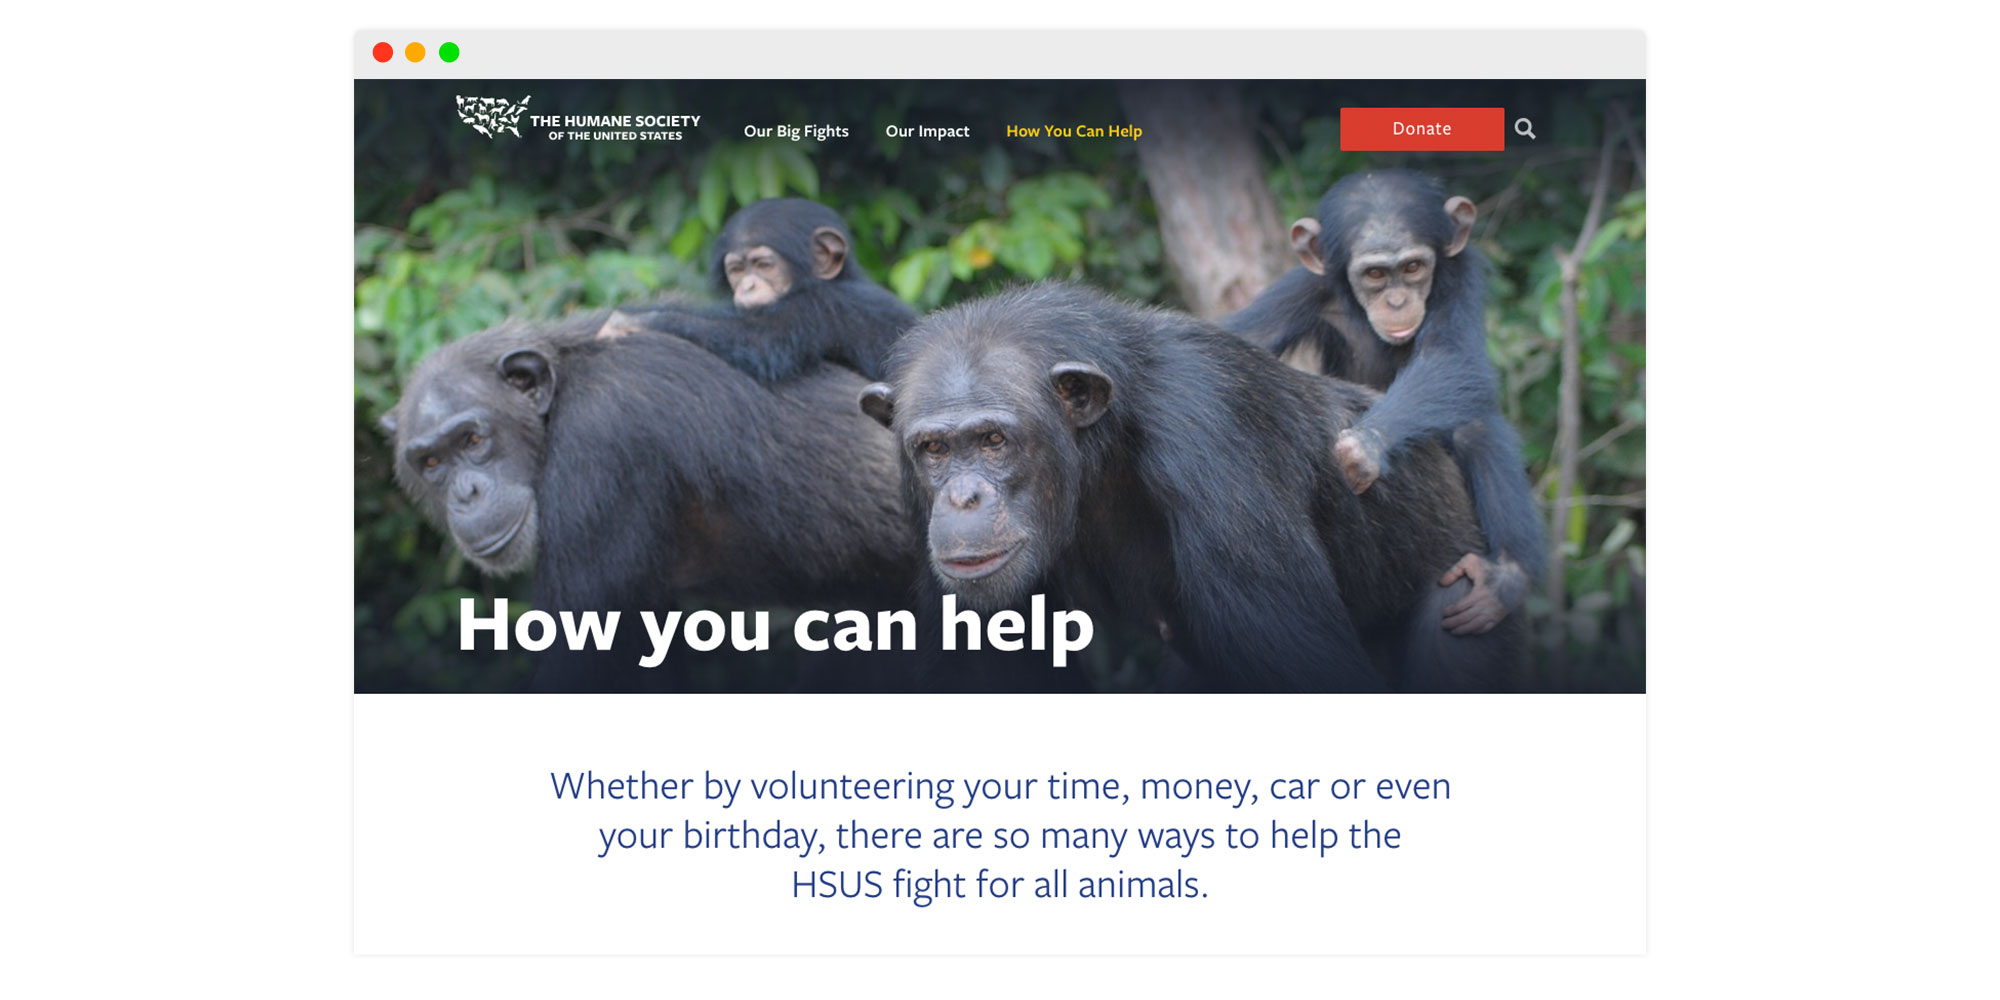 THE HUMANE SOCIETY
OF THE UNITED STATES
Our Big Fights
Our Impact
How You Can Help
Donate
How you can help
Whether by volunteering your time, money, car or even
your birthday, there are so many ways to help the
HSUS fight for all animals.